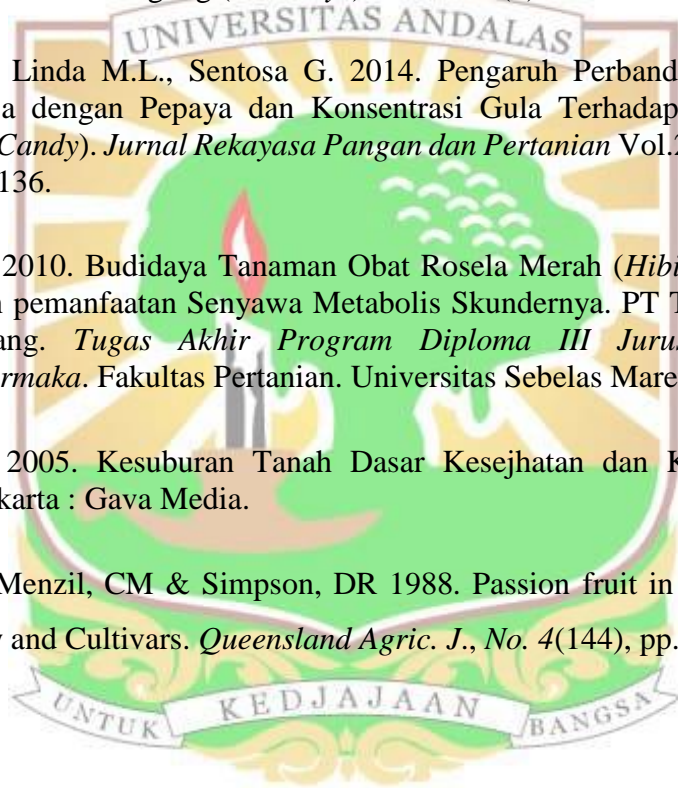 UNIVERSITAS ANDALAS
Linda M.L., Sentosa G. 2014. Pengaruh Perband
a dengan Pepaya dan Konsentrasi Gula Terhadap
Candy). Jurnal Rekayasa Pangan dan Pertanian Vol.2
136.
2010. Budidaya Tanaman Obat Rosela Merah (Hibi
pemanfaatan Senyawa Metabolis Skundernya. PT T
ang. Tugas Akhir Program Diploma III Juru
rmaka. Fakultas Pertanian. Universitas Sebelas Mare
2005. Kesuburan Tanah Dasar Kesejhatan dan K
karta : Gava Media.
Menzil, CM & Simpson, DR 1988. Passion fruit in
and Cultivars. Queensland Agric. J., No. 4(144), pp.
UNTUK KEDJAJAAN BANGSA